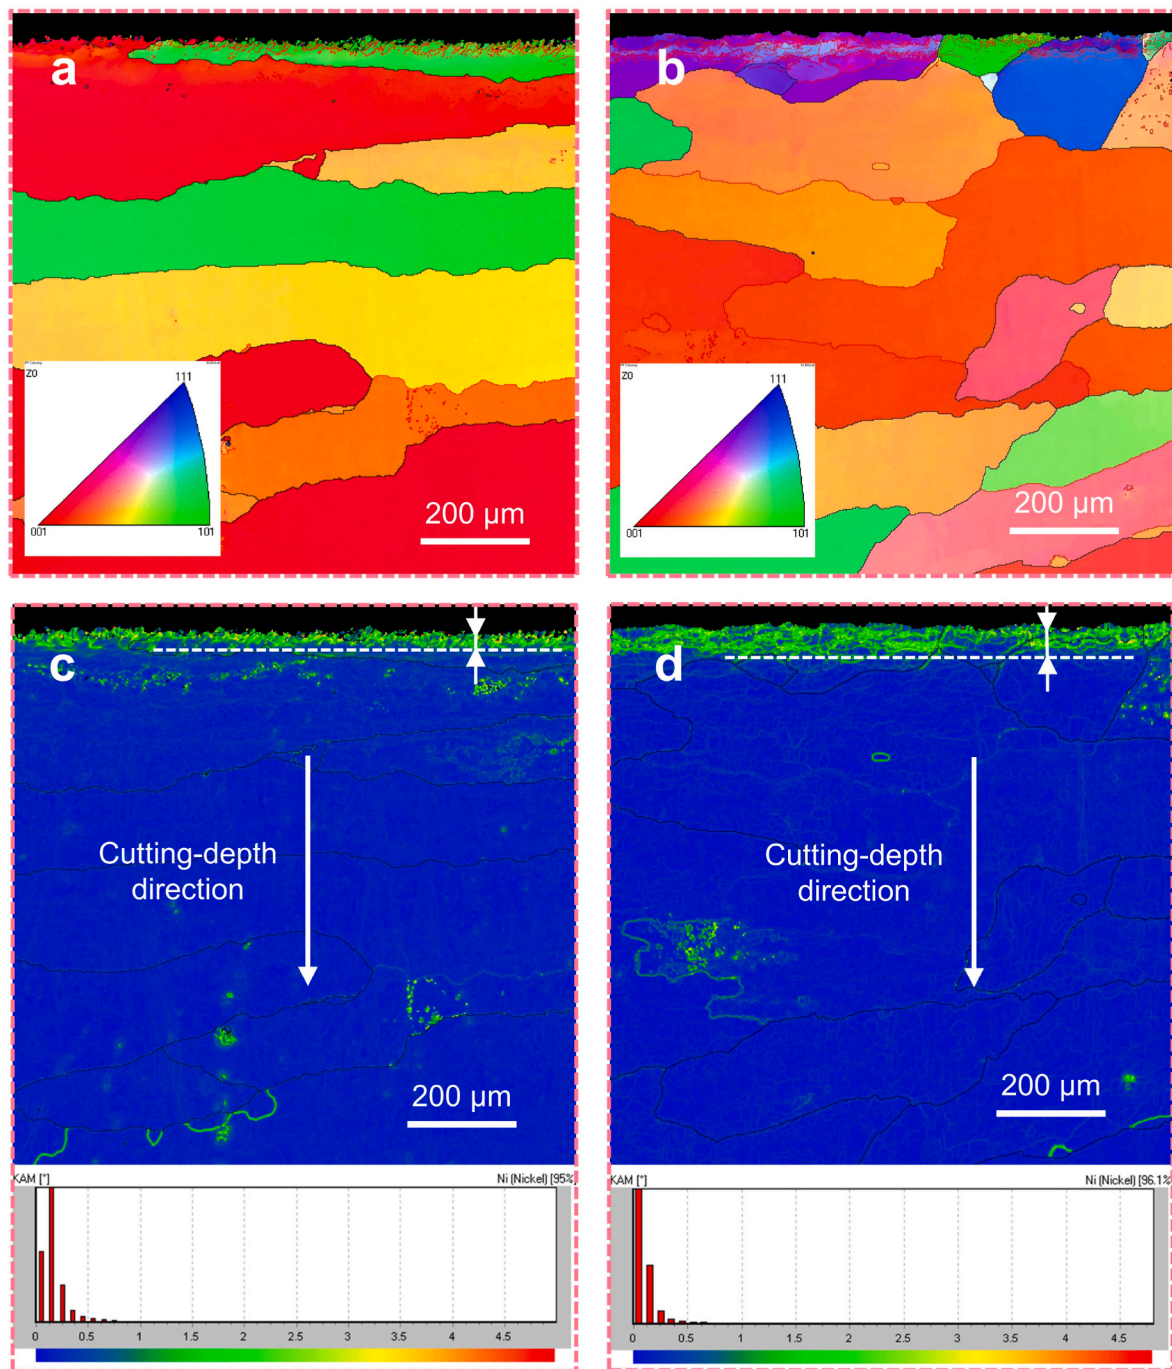 a
b
Z0
111
001
101
200 µm
Z0
111
001
101
200 µm
c
d
Cutting-depth
direction
200 µm
Cutting-depth
direction
200 µm
KAM [°]
Ni (Nickel) [95%
0
0.5
1
1.5
2
2.5
3
3.5
4
4.5
KAM [°]
Ni (Nickel) [96.1%
0
0.5
1
1.5
2
2.5
3
3.5
4
4.5